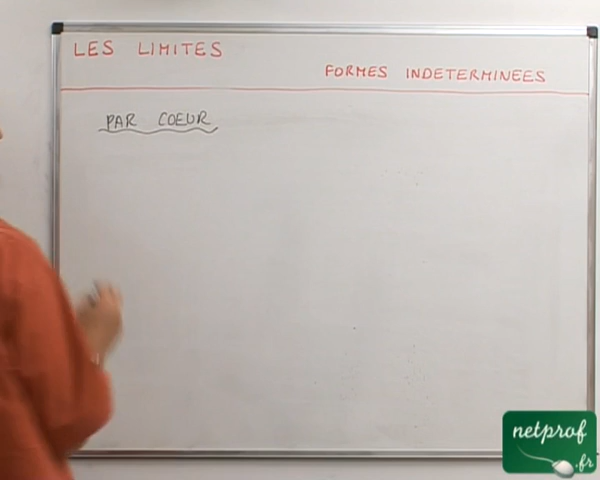 LES LIMITES
FORMES INDETERMINEES
PAR COEUR
netprof
.fr